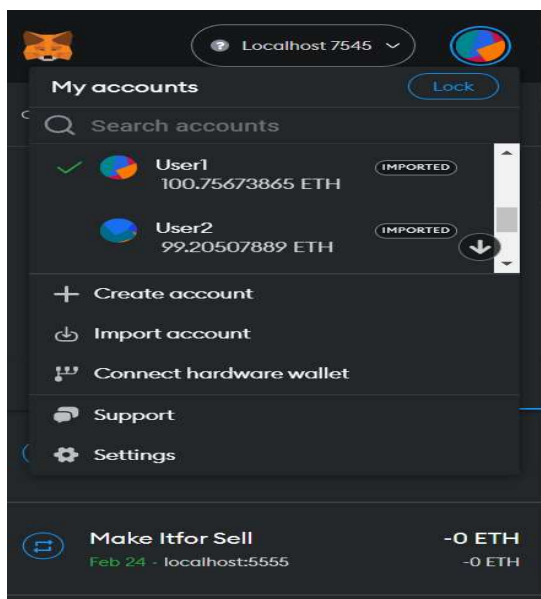 Localhost 7545
My accounts
Lock
Search accounts
User1 IMPORTED
100.75673865 ETH
User2 IMPORTED
99.20507889 ETH
Create account
Import account
Connect hardware wallet
Support
Settings
Make Itfor Sell -0 ETH
Feb 24 - localhost:5555 -0 ETH